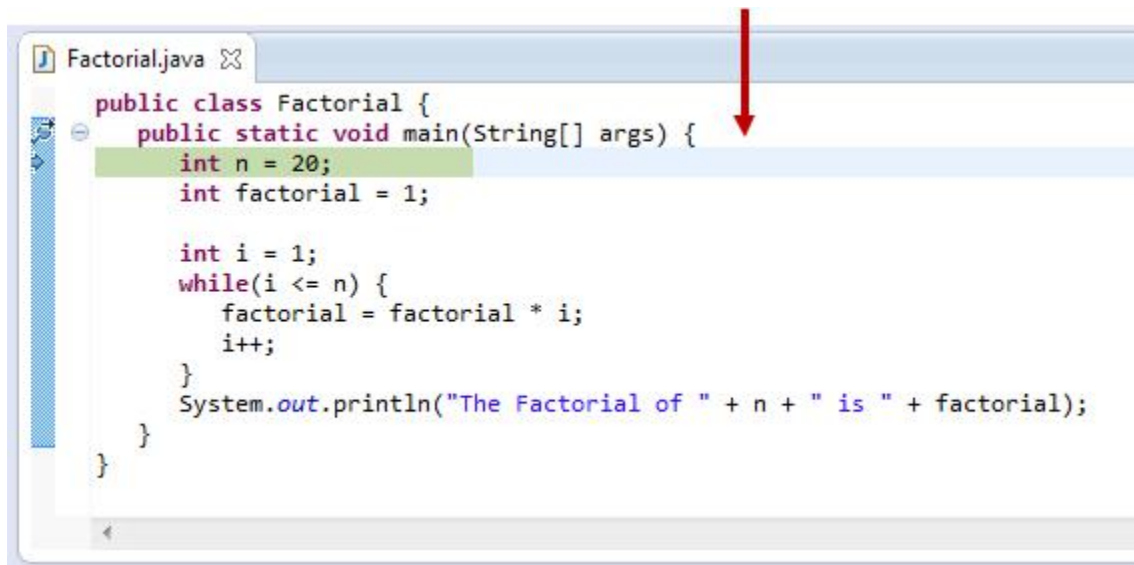 Factorial.java
public class Factorial {
public static void main(String[] args) {
int n = 20;
int factorial = 1;
int i = 1;
while(i <= n) {
factorial = factorial * i;
i++;
}
System.out.println("The Factorial of " + n + " is " + factorial);
}
}